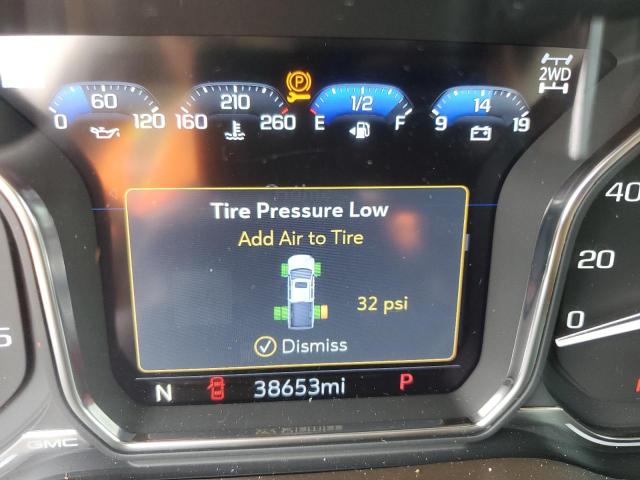 P
2WD
60
210
1/2
14
0 120
160 260
E F
9 19
Tire Pressure Low
Add Air to Tire
32 psi
Dismiss
N 38653mi P
GMC
5
40
20
0